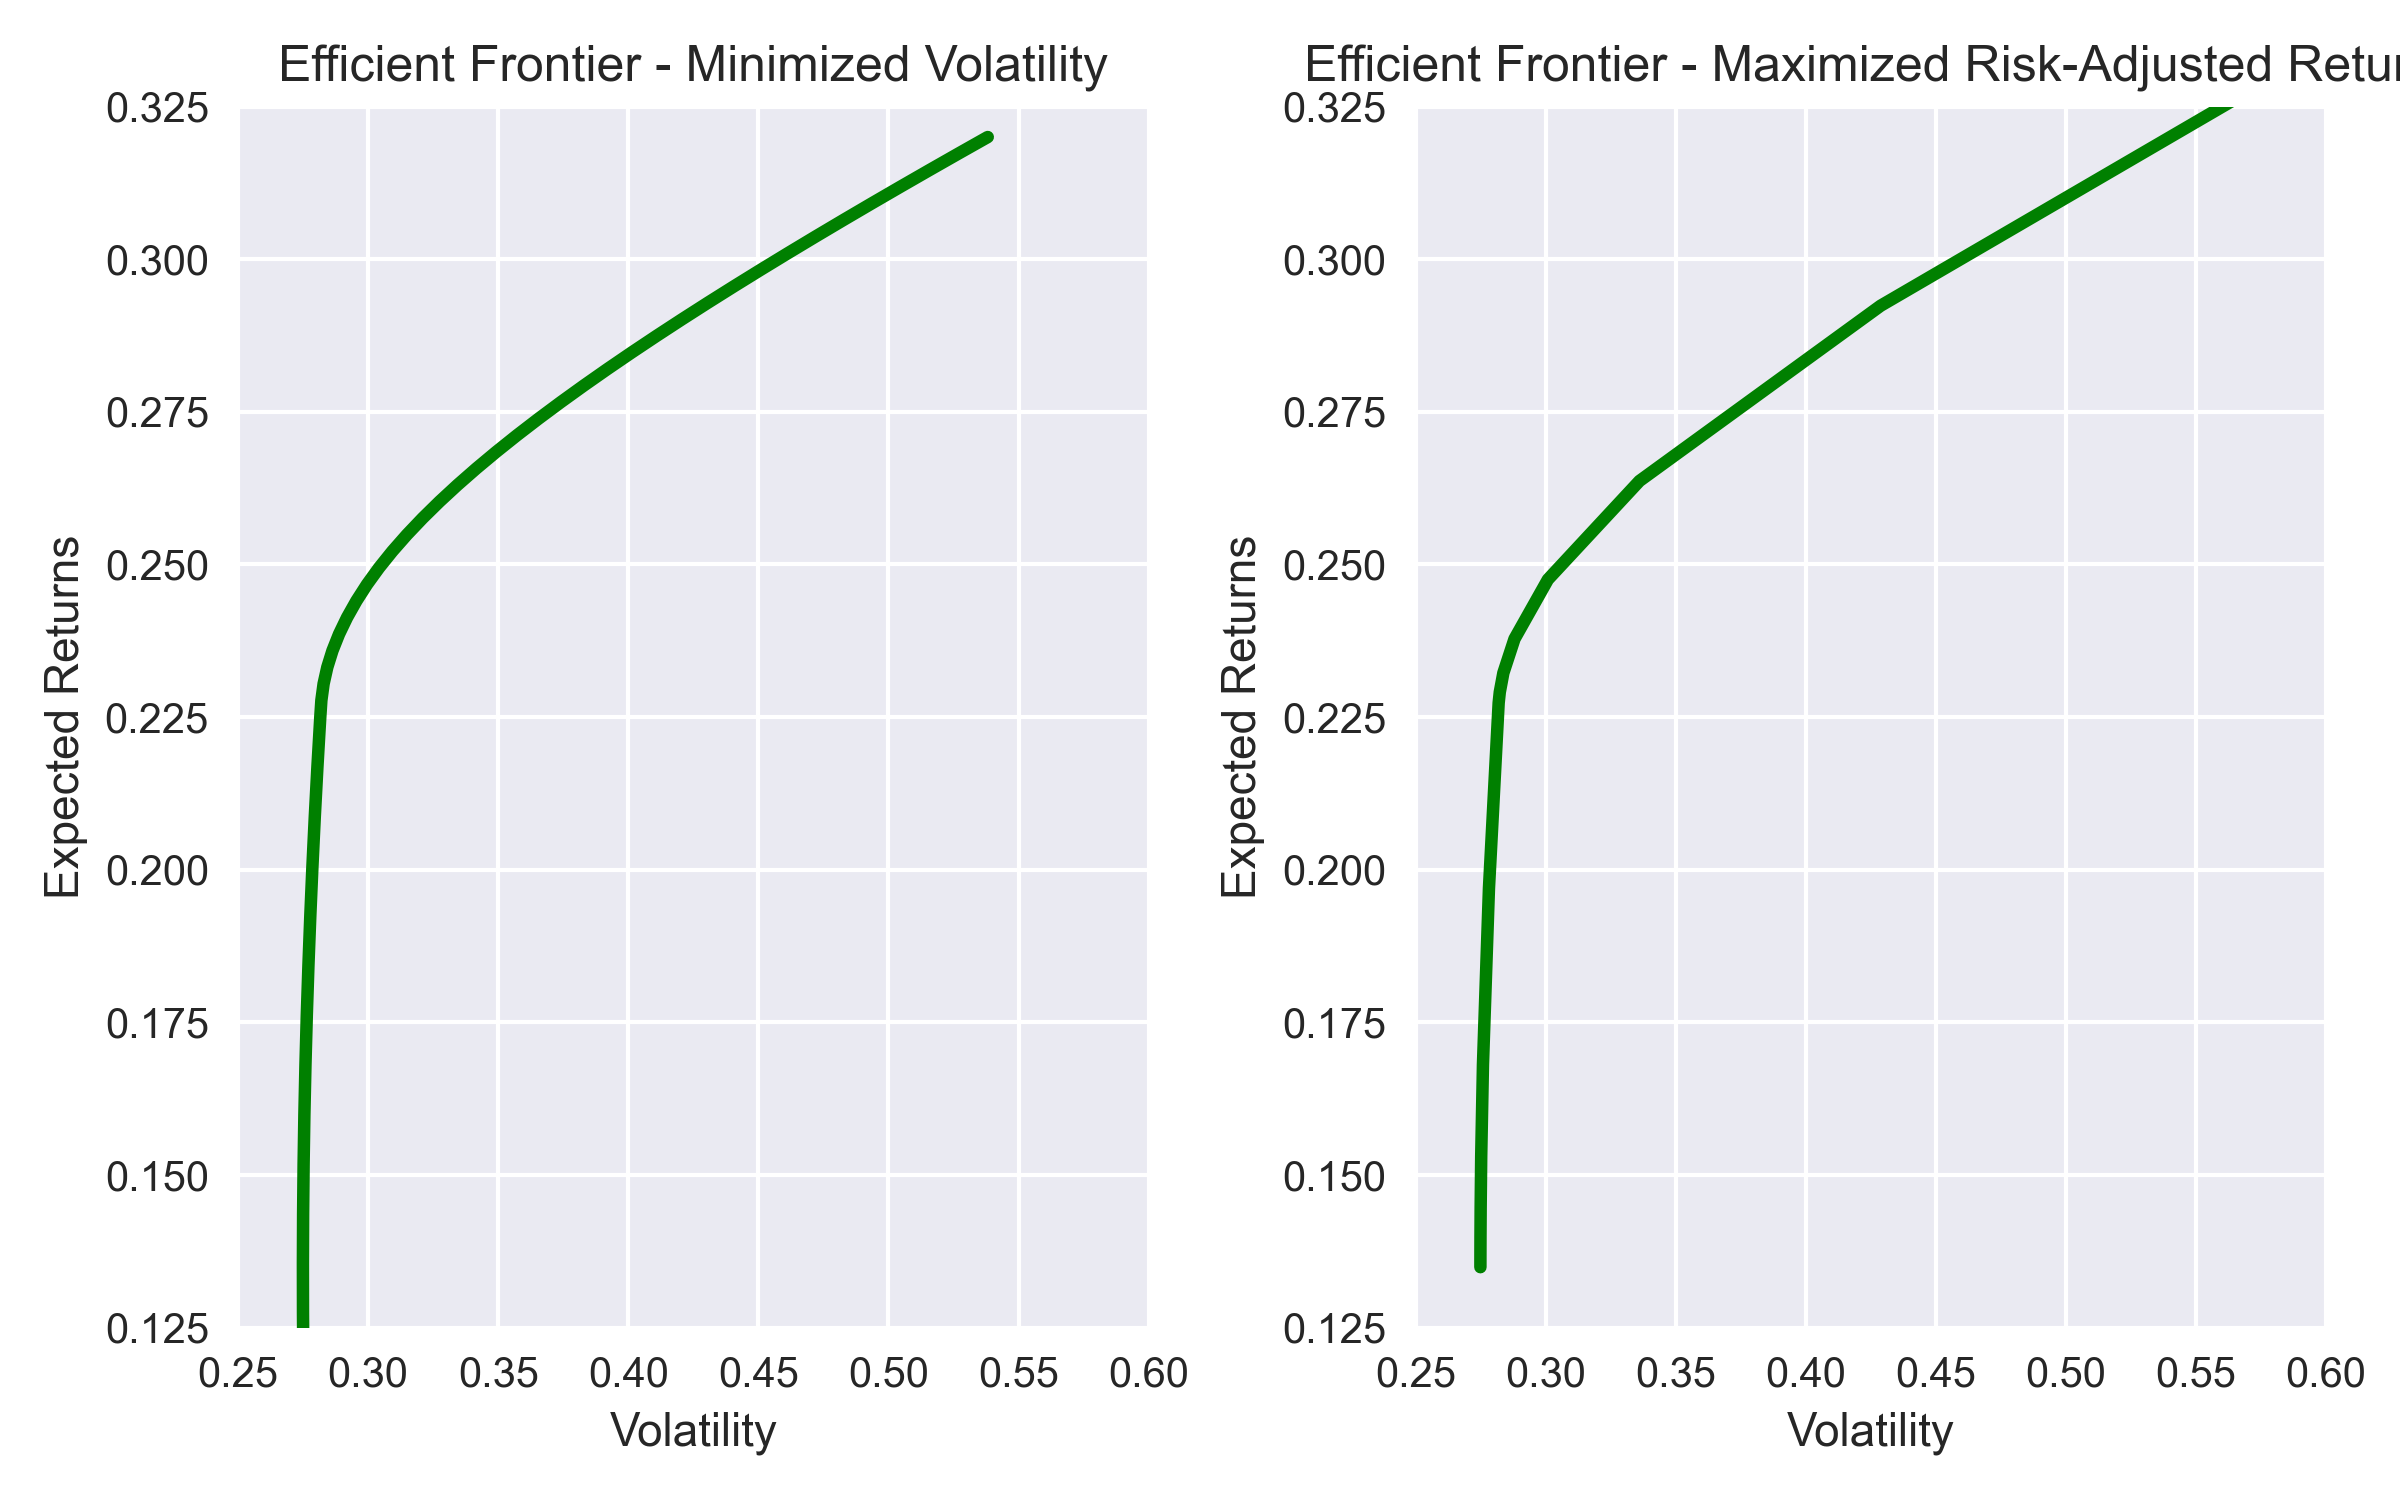 Efficient Frontier - Minimized Volatility
0.325
0.300
0.275
0.250
0.225
0.200
0.175
0.150
0.125
Expected Returns
0.25 0.30 0.35 0.40 0.45 0.50 0.55 0.60
Volatility
Efficient Frontier - Maximized Risk-Adjusted Retur
0.325
0.300
0.275
0.250
0.225
0.200
0.175
0.150
0.125
Expected Returns
0.25 0.30 0.35 0.40 0.45 0.50 0.55 0.60
Volatility